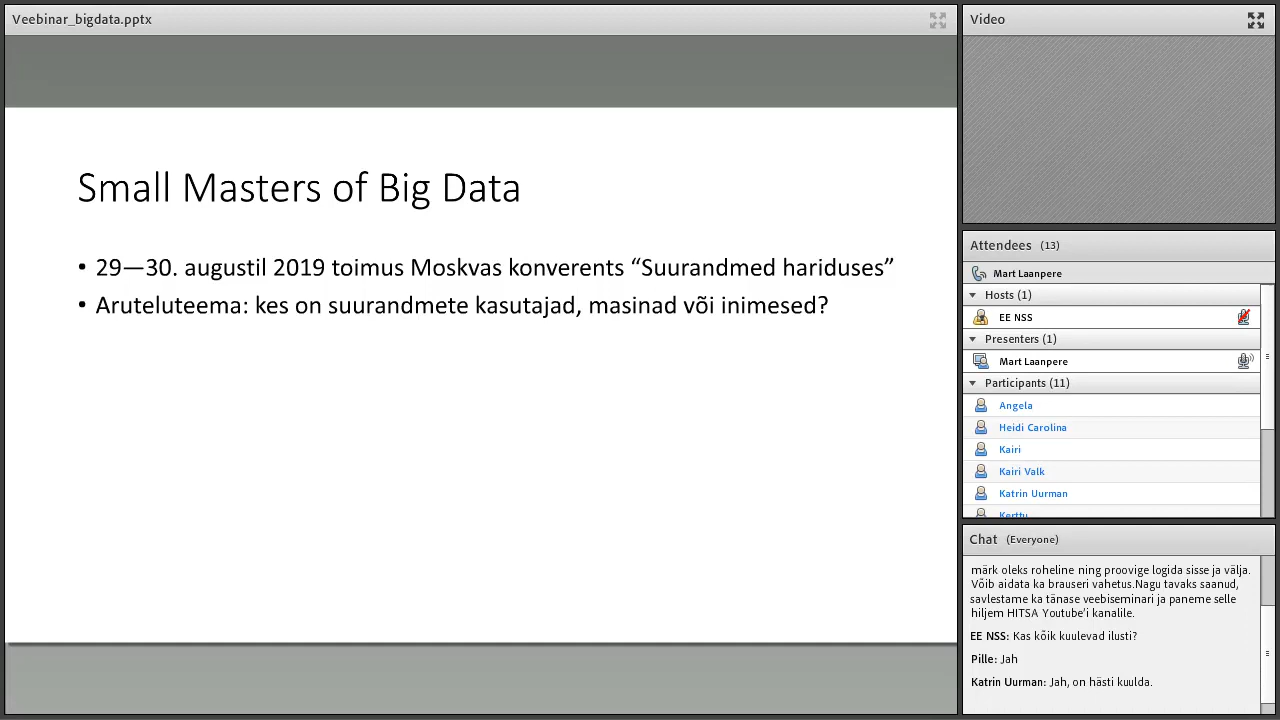 Veebinar_bigdata.pptx
Small Masters of Big Data
• 29—30. augustil 2019 toimus Moskvas konverents “Suurandmed hariduses”
• Aruteluteema: kes on suurandmete kasutajad, masinad või inimesed?
Video
Attendees (13)
Mart Laanpere
Hosts (1)
EE NSS
Presenters (1)
Mart Laanpere
Participants (11)
Angela
Heidi Carolina
Kairi
Kairi Valk
Katrin Uurman
Kerttu
Chat (Everyone)
märk oleks roheline ning proovige logida sisse ja välja.
Võib aidata ka brauseri vahetus.Nagu tavaks saanud,
savlestame ka tänase veebiseminari ja paneme selle
hiljem HITSA Youtube'i kanalile.
EE NSS: Kas kõik kuulevad ilusti?
Pille: Jah
Katrin Uurman: Jah, on hästi kuulda.